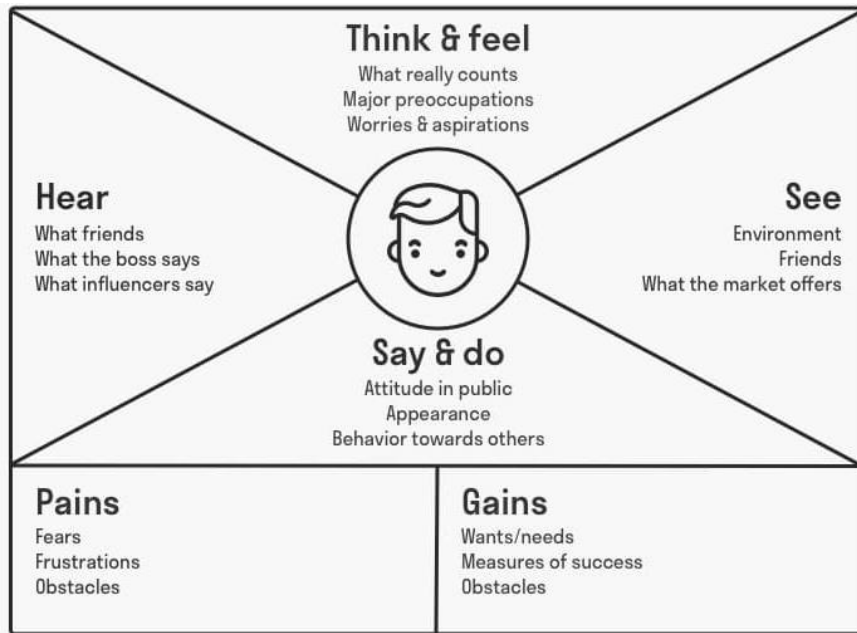 Think & feel
What really counts
Major preoccupations
Worries & aspirations
Hear
What friends
What the boss says
What influencers say
See
Environment
Friends
What the market offers
Say & do
Attitude in public
Appearance
Behavior towards others
Pains
Fears
Frustrations
Obstacles
Gains
Wants/needs
Measures of success
Obstacles